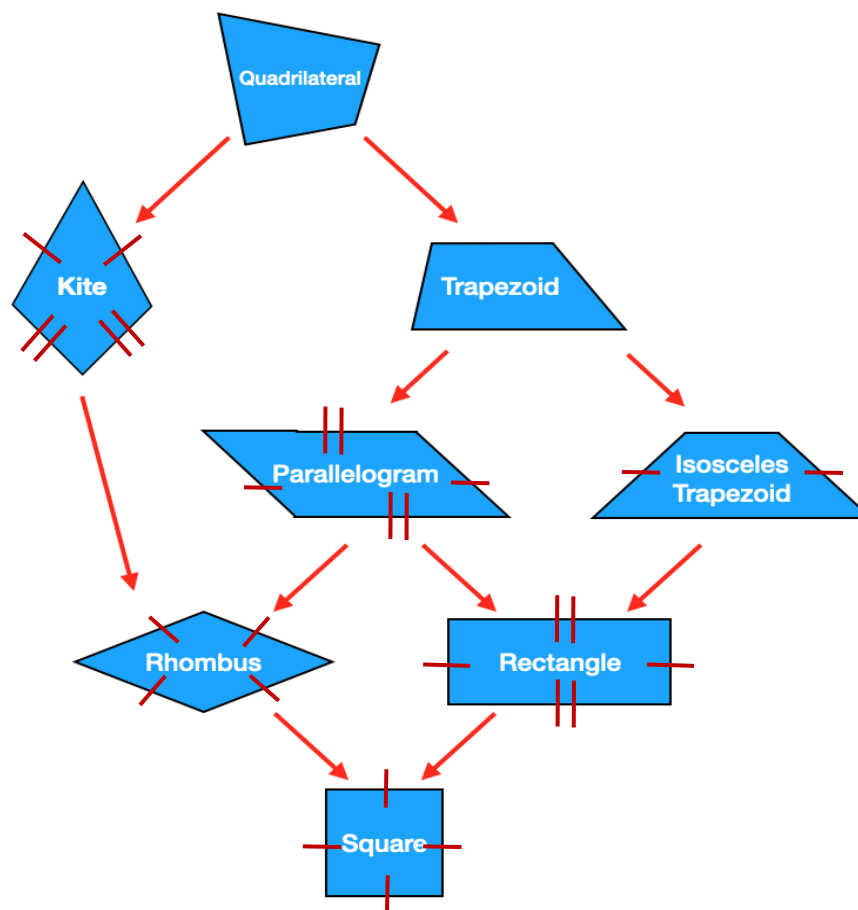 Quadrilateral
Kite
Trapezoid
Parallelogram
Isosceles
Trapezoid
Rhombus
Rectangle
Square